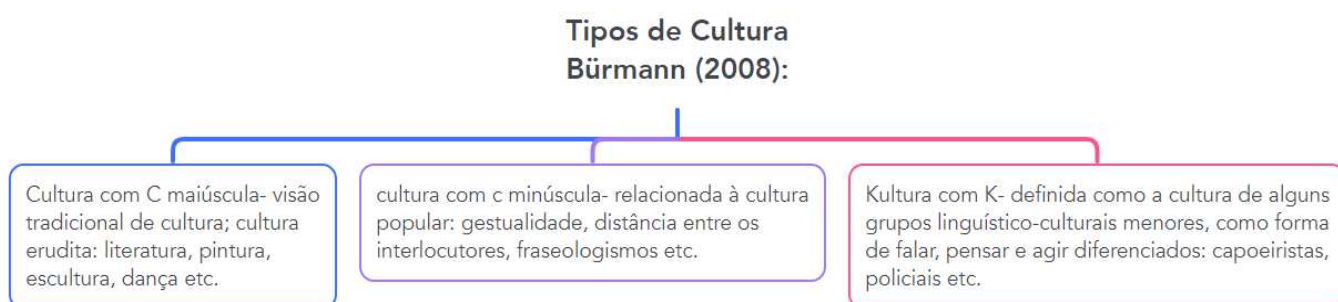 Tipos de Cultura
Bürmann (2008):
Cultura com C maiúscula- visão
tradicional de cultura; cultura
erudita: literatura, pintura,
escultura, dança etc.
cultura com c minúscula- relacionada à cultura
popular: gestualidade, distância entre os
interlocutores, fraseologismos etc.
Kultura com K- definida como a cultura de alguns
grupos linguístico-culturais menores, como forma
de falar, pensar e agir diferenciados: capoeiristas,
policiais etc.